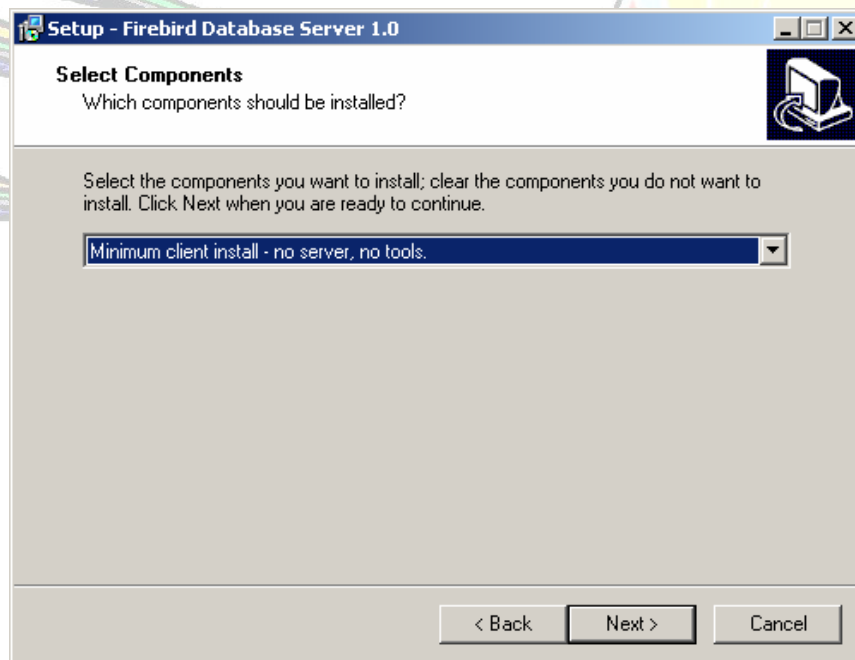 Setup - Firebird Database Server 1.0
Select Components
Which components should be installed?
Select the components you want to install; clear the components you do not want to
install. Click Next when you are ready to continue.
Minimum client install - no server, no tools.
< Back Next > Cancel